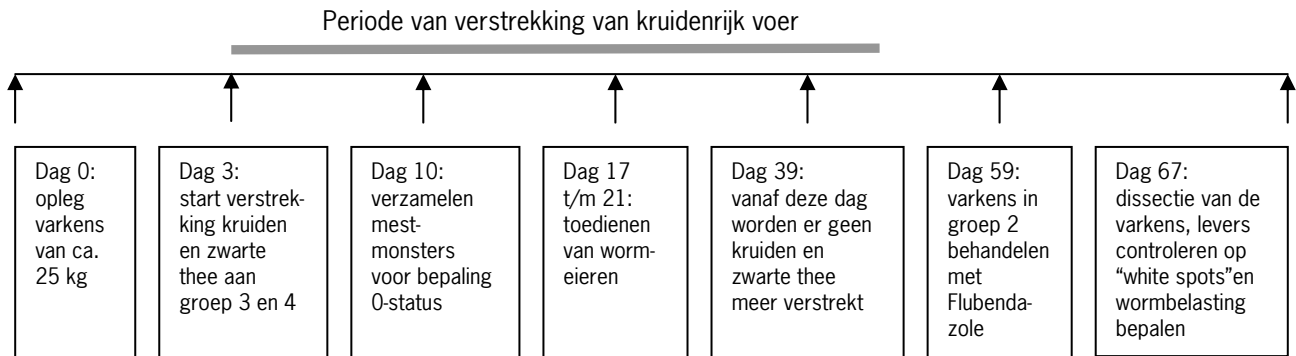 Periode van verstrekking van kruidenrijk voer
Dag 0:
opleg
varkens
van ca.
25 kg
Dag 3:
start verstrek-
king kruiden
en zwarte
thee aan
groep 3 en 4
Dag 10:
verzamelen
mest-
monsters
voor bepaling
0-status
Dag 17
t/m 21:
toedienen
van worm-
eieren
Dag 39:
vanaf deze dag
worden er geen
kruiden en
zwarte thee
meer verstrekt
Dag 59:
varkens in
groep 2
behandelen
met
Flubenda-
zole
Dag 67:
dissectie van de
varkens, levers
controleren op
“white spots”en
wormbelasting
bepalen